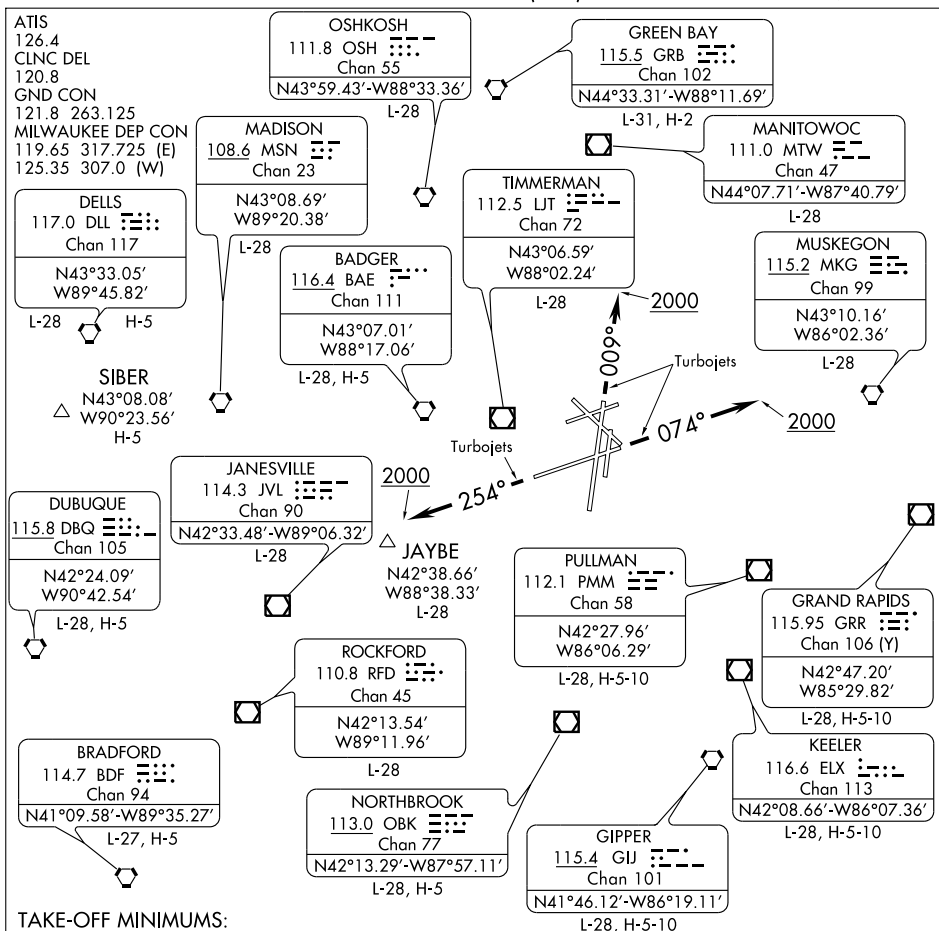 ATIS
126.4
CLNC DEL
120.8
GND CON
121.8 263.125
MILWAUKEE DEP CON
119.65 317.725 (E)
125.35 307.0 (W)
OSHKOSH
111.8 OSH
Chan 55
N43°59.43′-W88°33.36′
L-28
GREEN BAY
115.5 GRB
Chan 102
N44°33.31′-W88°11.69′
L-31, H-2
MADISON
108.6 MSN
Chan 23
N43°08.69′
W89°20.38′
L-28
MANITOWOC
111.0 MTW
Chan 47
N44°07.71′-W87°40.79′
L-28
DELLS
117.0 DLL
Chan 117
N43°33.05′
W89°45.82′
L-28 H-5
TIMMERMAN
112.5 LJT
Chan 72
N43°06.59′
W88°02.24′
L-28
BADGER
116.4 BAE
Chan 111
N43°07.01′
W88°17.06′
L-28, H-5
MUSKEGON
115.2 MKG
Chan 99
N43°10.16′
W86°02.36′
L-28
2000
009°
Turbojets
074°
2000
SIBER
N43°08.08′
W90°23.56′
H-5
Turbojets
254°
2000
JANESVILLE
114.3 JVL
Chan 90
N42°33.48′-W89°06.32′
L-28
JAYBE
N42°38.66′
W88°38.33′
L-28
DUBUQUE
115.8 DBQ
Chan 105
N42°24.09′
W90°42.54′
L-28, H-5
PULLMAN
112.1 PMM
Chan 58
N42°27.96′
W86°06.29′
L-28, H-5-10
GRAND RAPIDS
115.95 GRR
Chan 106 (Y)
N42°47.20′
W85°29.82′
L-28, H-5-10
ROCKFORD
110.8 RFD
Chan 45
N42°13.54′
W89°11.96′
L-28
KEELER
116.6 ELX
Chan 113
N42°08.66′-W86°07.36′
L-28, H-5-10
BRADFORD
114.7 BDF
Chan 94
N41°09.58′-W89°35.27′
L-27, H-5
NORTHBROOK
113.0 OBK
Chan 77
N42°13.29′-W87°57.11′
L-28, H-5
GIPPER
115.4 GIJ
Chan 101
N41°46.12′-W86°19.11′
L-28, H-5-10
TAKE-OFF MINIMUMS: